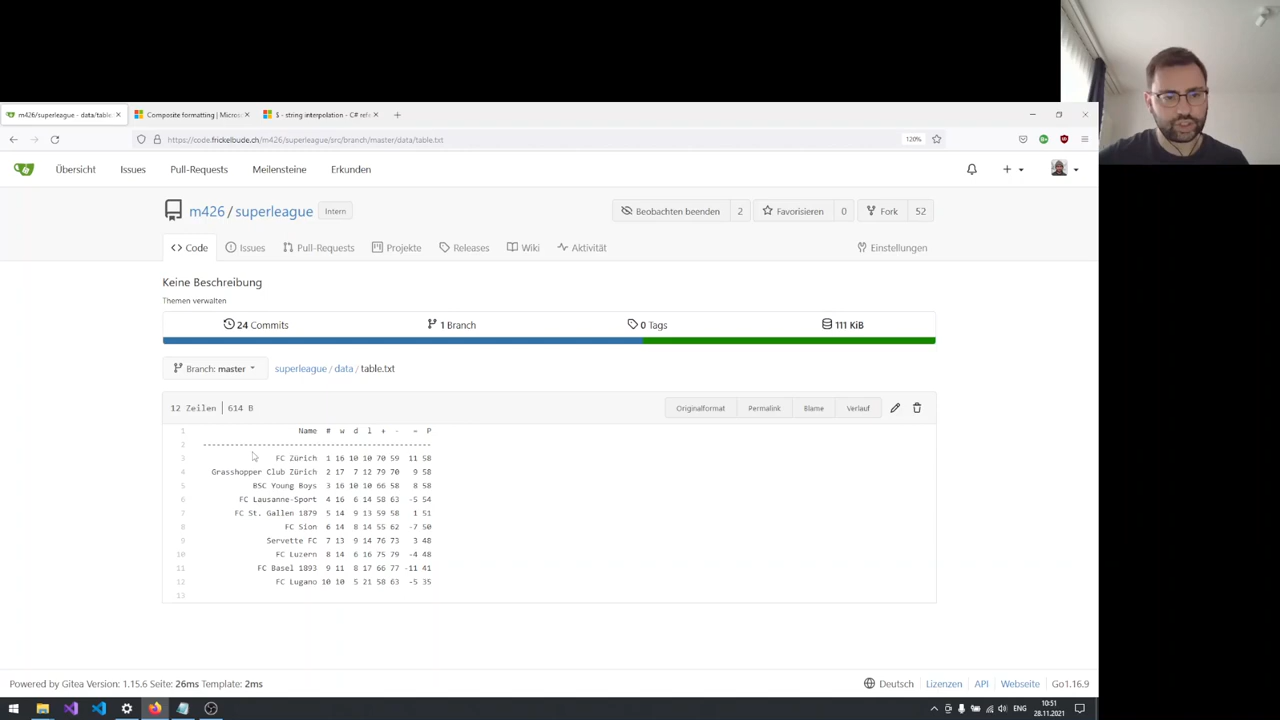 m426/superleague - data/table.
Composite formatting | Micros
$ - string interpolation - C# ref
https://code.frickelbude.ch/m426/superleague/src/branch/master/data/table.txt
120%
Übersicht Issues Pull-Requests Meilensteine Erkunden
m426 / superleague Intern
Beobachten beenden 2 Favorisieren 0 Fork 52
Code Issues Pull-Requests Projekte Releases Wiki Aktivität Einstellungen
Keine Beschreibung
Themen verwalten
24 Commits 1 Branch 0 Tags 111 KiB
Branch: master superleague / data / table.txt
12 Zeilen | 614 B Originalformat Permalink Blame Verlauf
1 Name # w d l + - = P
2 --------------------------------------------------
3 FC Zürich 1 16 10 10 70 59 11 58
4 Grasshopper Club Zürich 2 17 7 12 79 70 9 58
5 BSC Young Boys 3 16 10 10 66 58 8 58
6 FC Lausanne-Sport 4 16 6 14 58 63 -5 54
7 FC St. Gallen 1879 5 14 9 13 59 58 1 51
8 FC Sion 6 14 8 14 55 62 -7 50
9 Servette FC 7 13 9 14 76 73 3 48
10 FC Luzern 8 14 6 16 75 79 -4 48
11 FC Basel 1893 9 11 8 17 66 77 -11 41
12 FC Lugano 10 10 5 21 58 63 -5 35
13
Powered by Gitea Version: 1.15.6 Seite: 26ms Template: 2ms Deutsch Lizenzen API Webseite Go1.16.9
ENG 10:51
28.11.2021